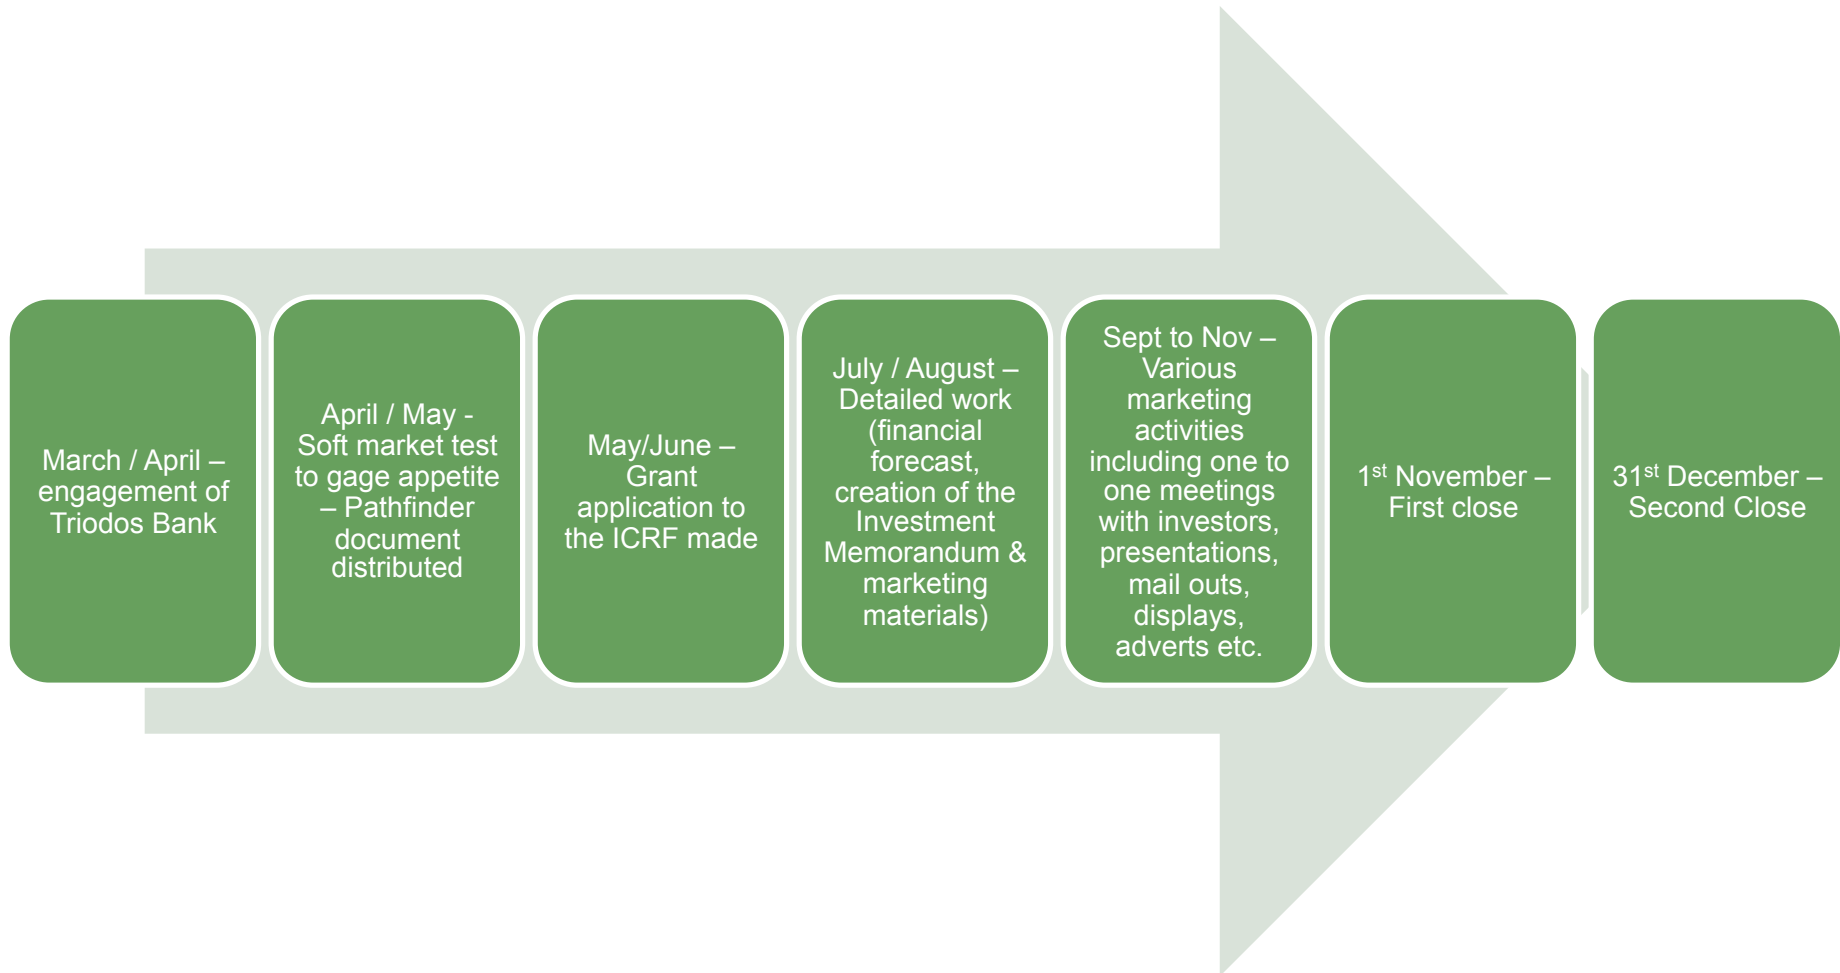 March / April –
engagement of
Triodos Bank
April / May -
Soft market test
to gage appetite
– Pathfinder
document
distributed
May/June –
Grant
application to
the ICRF made
July / August –
Detailed work
(financial
forecast,
creation of the
Investment
Memorandum &
marketing
materials)
Sept to Nov –
Various
marketing
activities
including one to
one meetings
with investors,
presentations,
mail outs,
displays,
adverts etc.
1st November –
First close
31st December –
Second Close